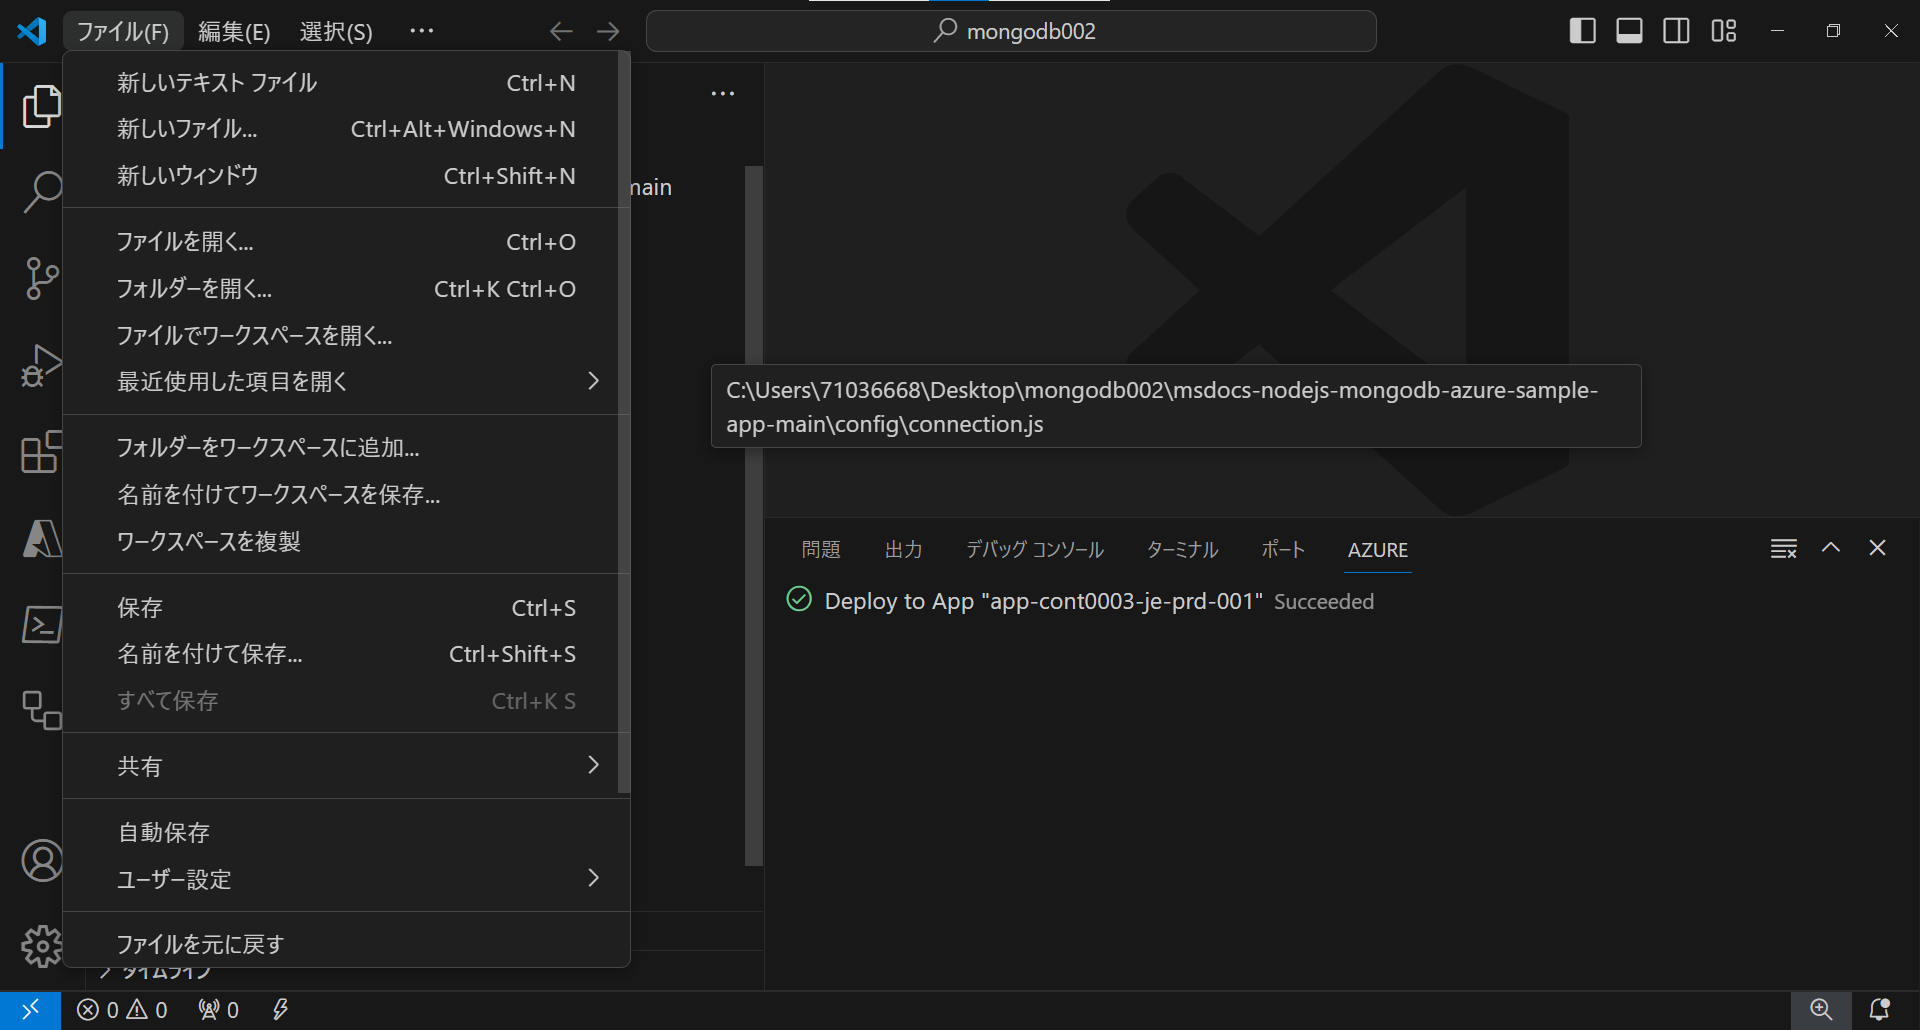 ファイル(F) 編集(E) 選択(S) ··· mongodb002
新しいテキスト ファイル Ctrl+N
新しいファイル... Ctrl+Alt+Windows+N
新しいウィンドウ Ctrl+Shift+N
main
ファイルを開く... Ctrl+O
フォルダーを開く... Ctrl+K Ctrl+O
ファイルでワークスペースを開く...
最近使用した項目を開く
フォルダーをワークスペースに追加...
名前を付けてワークスペースを保存...
ワークスペースを複製
保存 Ctrl+S
名前を付けて保存... Ctrl+Shift+S
すべて保存 Ctrl+K S
共有
自動保存
ユーザー設定
ファイルを元に戻す
タイムライン
C:\Users\71036668\Desktop\mongodb002\msdocs-nodejs-mongodb-azure-sample-
app-main\config\connection.js
問題 出力 デバッグ コンソール ターミナル ポート AZURE
Deploy to App "app-cont0003-je-prd-001" Succeeded
0 0 0